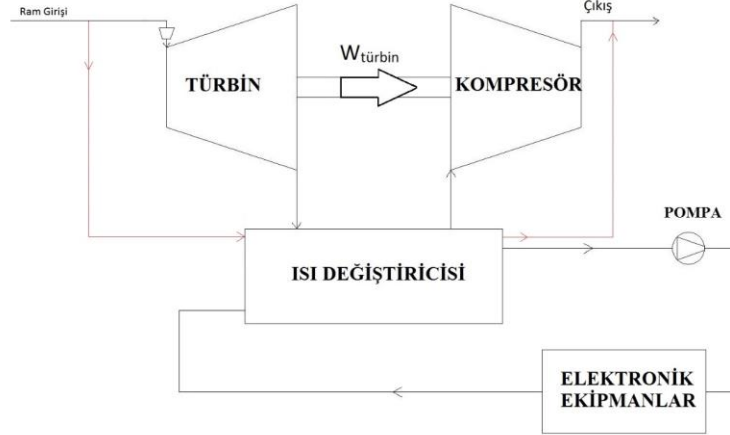 Ram Girişi
Çıkış
Wtürbin
TÜRBİN
KOMPRESÖR
POMPA
ISI DEĞİŞTİRİCİSİ
ELEKTRONİK
EKİPMANLAR